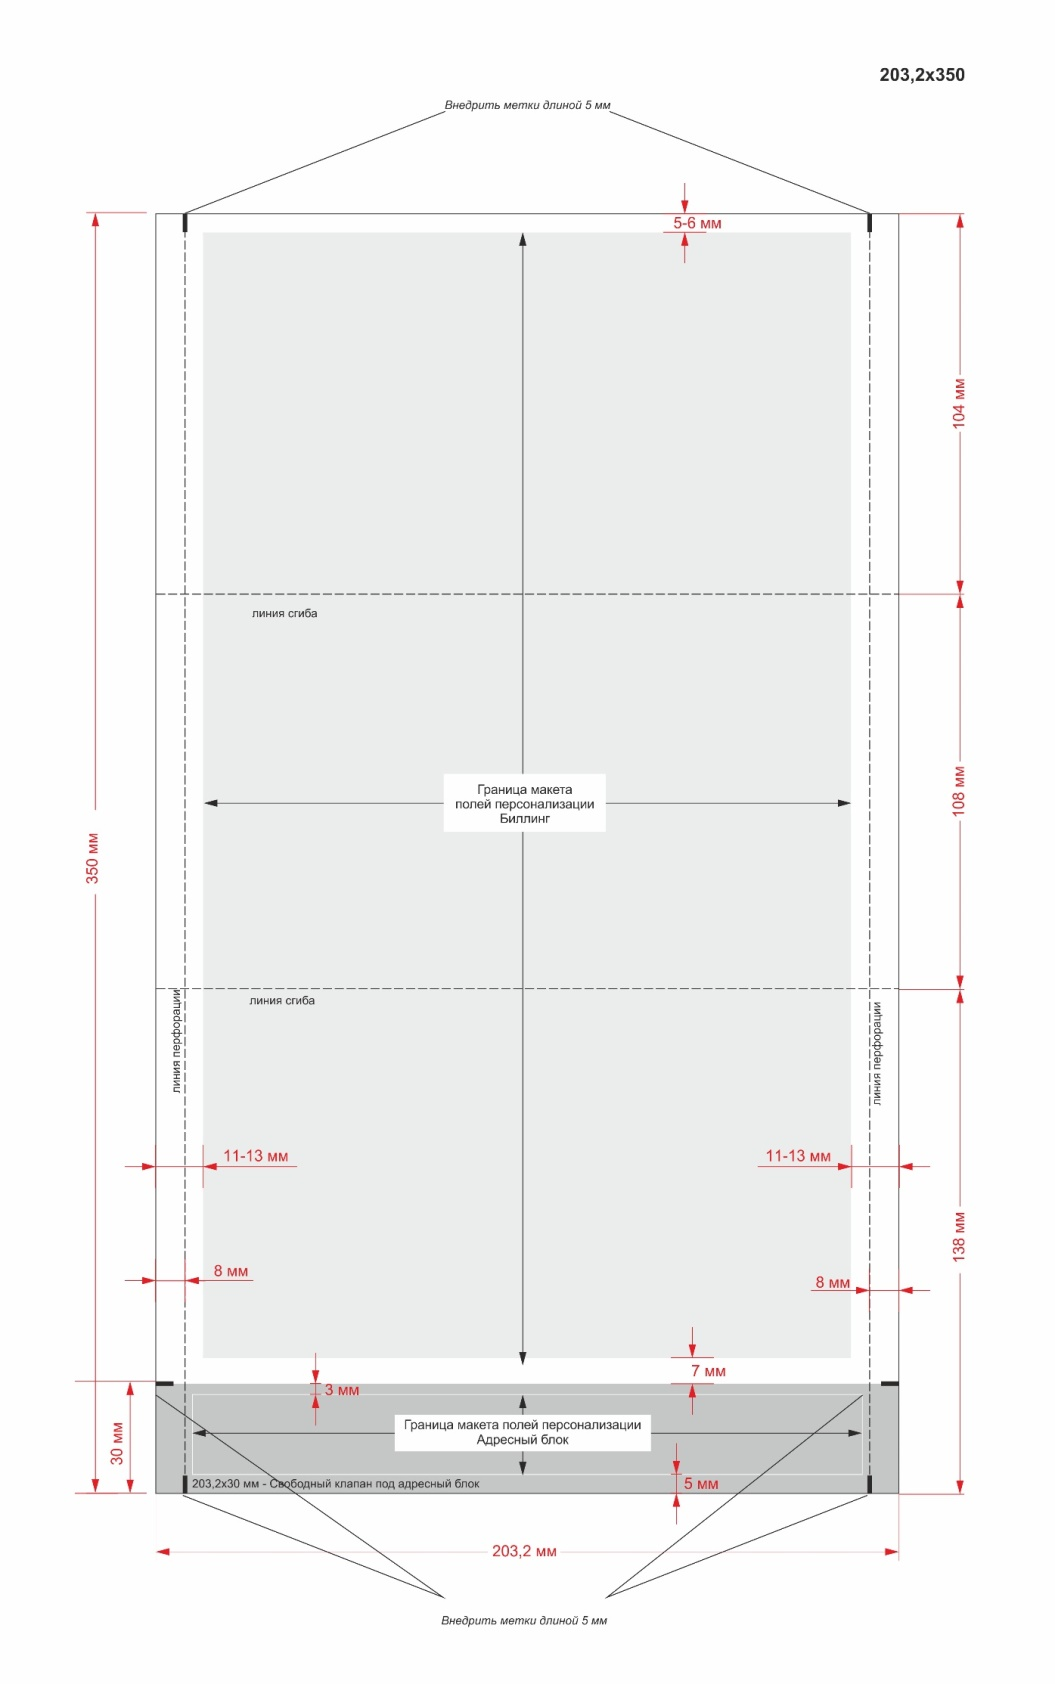 203,2x350
Внедрить метки длиной 5 мм
5-6 мм
104 мм
линия сгиба
108 мм
Граница макета
полей персонализации
Биллинг
350 мм
линия сгиба
линия перфорации
линия перфорации
11-13 мм
11-13 мм
138 мм
8 мм
8 мм
7 мм
3 мм
30 мм
Граница макета полей персонализации
Адресный блок
203,2x30 мм - Свободный клапан под адресный блок
5 мм
203,2 мм
Внедрить метки длиной 5 мм